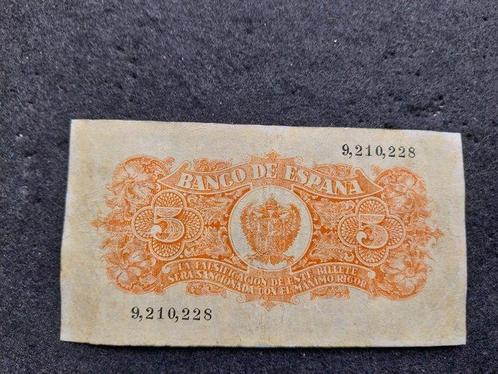 9,210,228
BANCO DE ESPAÑA
5 5
LA FALSIFICACION DE ESTE BILLETE
SERA SANCIONADA CON EL MAXIMO RIGOR
9,210,228